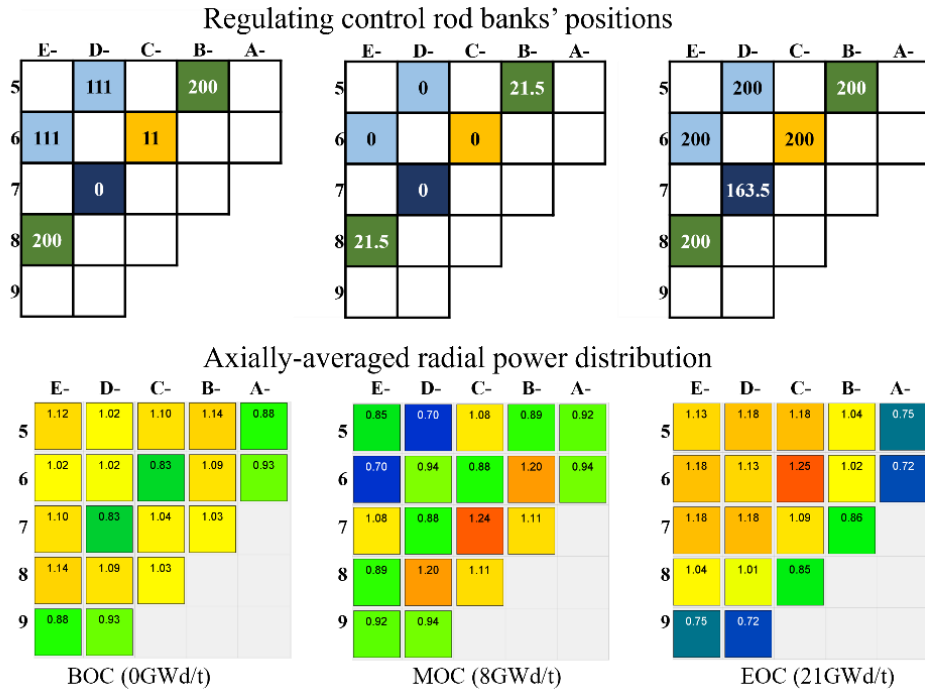 Regulating control rod banks' positions
E- D- C- B- A- E- D- C- B- A- E- D- C- B- A-
5 111 200 5 0 21.5 5 200 200
6 111 11 6 0 0 6 200 200
7 0 7 0 7 163.5
8 200 8 21.5 8 200
9 9 9
Axially-averaged radial power distribution
E- D- C- B- A- E- D- C- B- A- E- D- C- B- A-
5 1.12 1.02 1.10 1.14 0.88 5 0.85 0.70 1.08 0.89 0.92 5 1.13 1.18 1.18 1.04 0.75
6 1.02 1.02 0.83 1.09 0.93 6 0.70 0.94 0.88 1.20 0.94 6 1.18 1.13 1.25 1.02 0.72
7 1.10 0.83 1.04 1.03 7 1.08 0.88 1.24 1.11 7 1.18 1.18 1.09 0.86
8 1.14 1.09 1.03 8 0.89 1.20 1.11 8 1.04 1.01 0.85
9 0.88 0.93 9 0.92 0.94 9 0.75 0.72
BOC (0GWd/t) MOC (8GWd/t) EOC (21GWd/t)